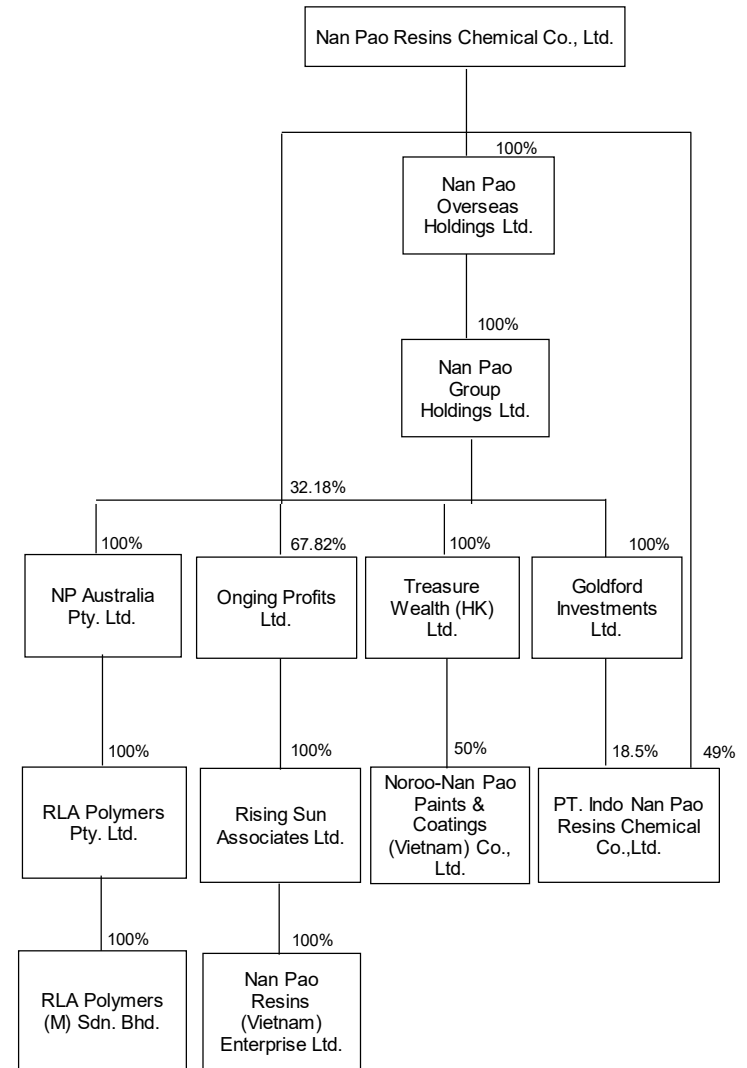 Nan Pao Resins Chemical Co., Ltd.
100%
Nan Pao
Overseas
Holdings Ltd.
100%
Nan Pao
Group
Holdings Ltd.
32.18%
100%
67.82%
100%
100%
NP Australia
Pty. Ltd.
Onging Profits
Ltd.
Treasure
Wealth (HK)
Ltd.
Goldford
Investments
Ltd.
100%
100%
50%
18.5%
49%
RLA Polymers
Pty. Ltd.
Rising Sun
Associates Ltd.
Noroo-Nan Pao
Paints &
Coatings
(Vietnam) Co.,
Ltd.
PT. Indo Nan Pao
Resins Chemical
Co.,Ltd.
100%
100%
RLA Polymers
(M) Sdn. Bhd.
Nan Pao
Resins
(Vietnam)
Enterprise Ltd.